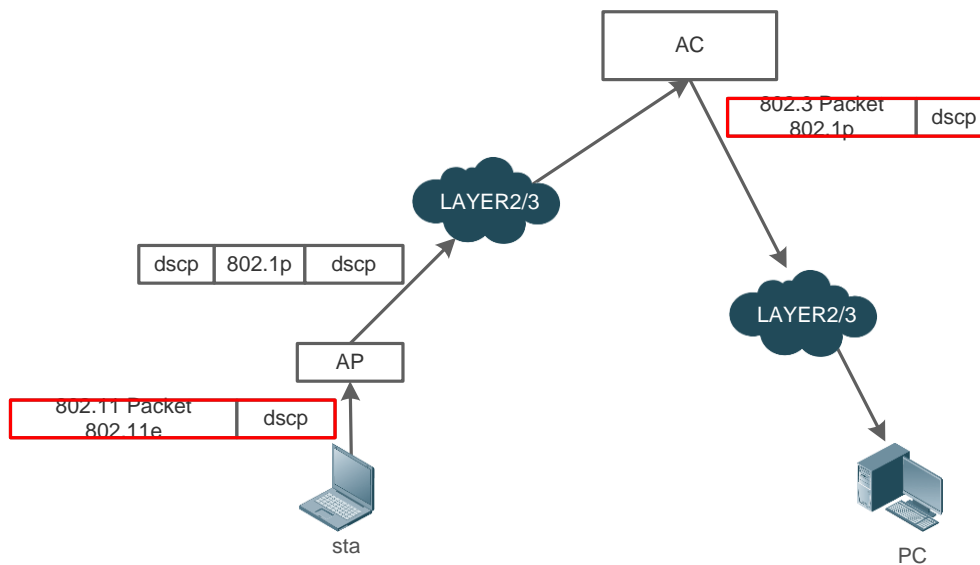 AC
802.3 Packet
802.1p
dscp
LAYER2/3
dscp
802.1p
dscp
LAYER2/3
AP
802.11 Packet
802.11e
dscp
sta
PC